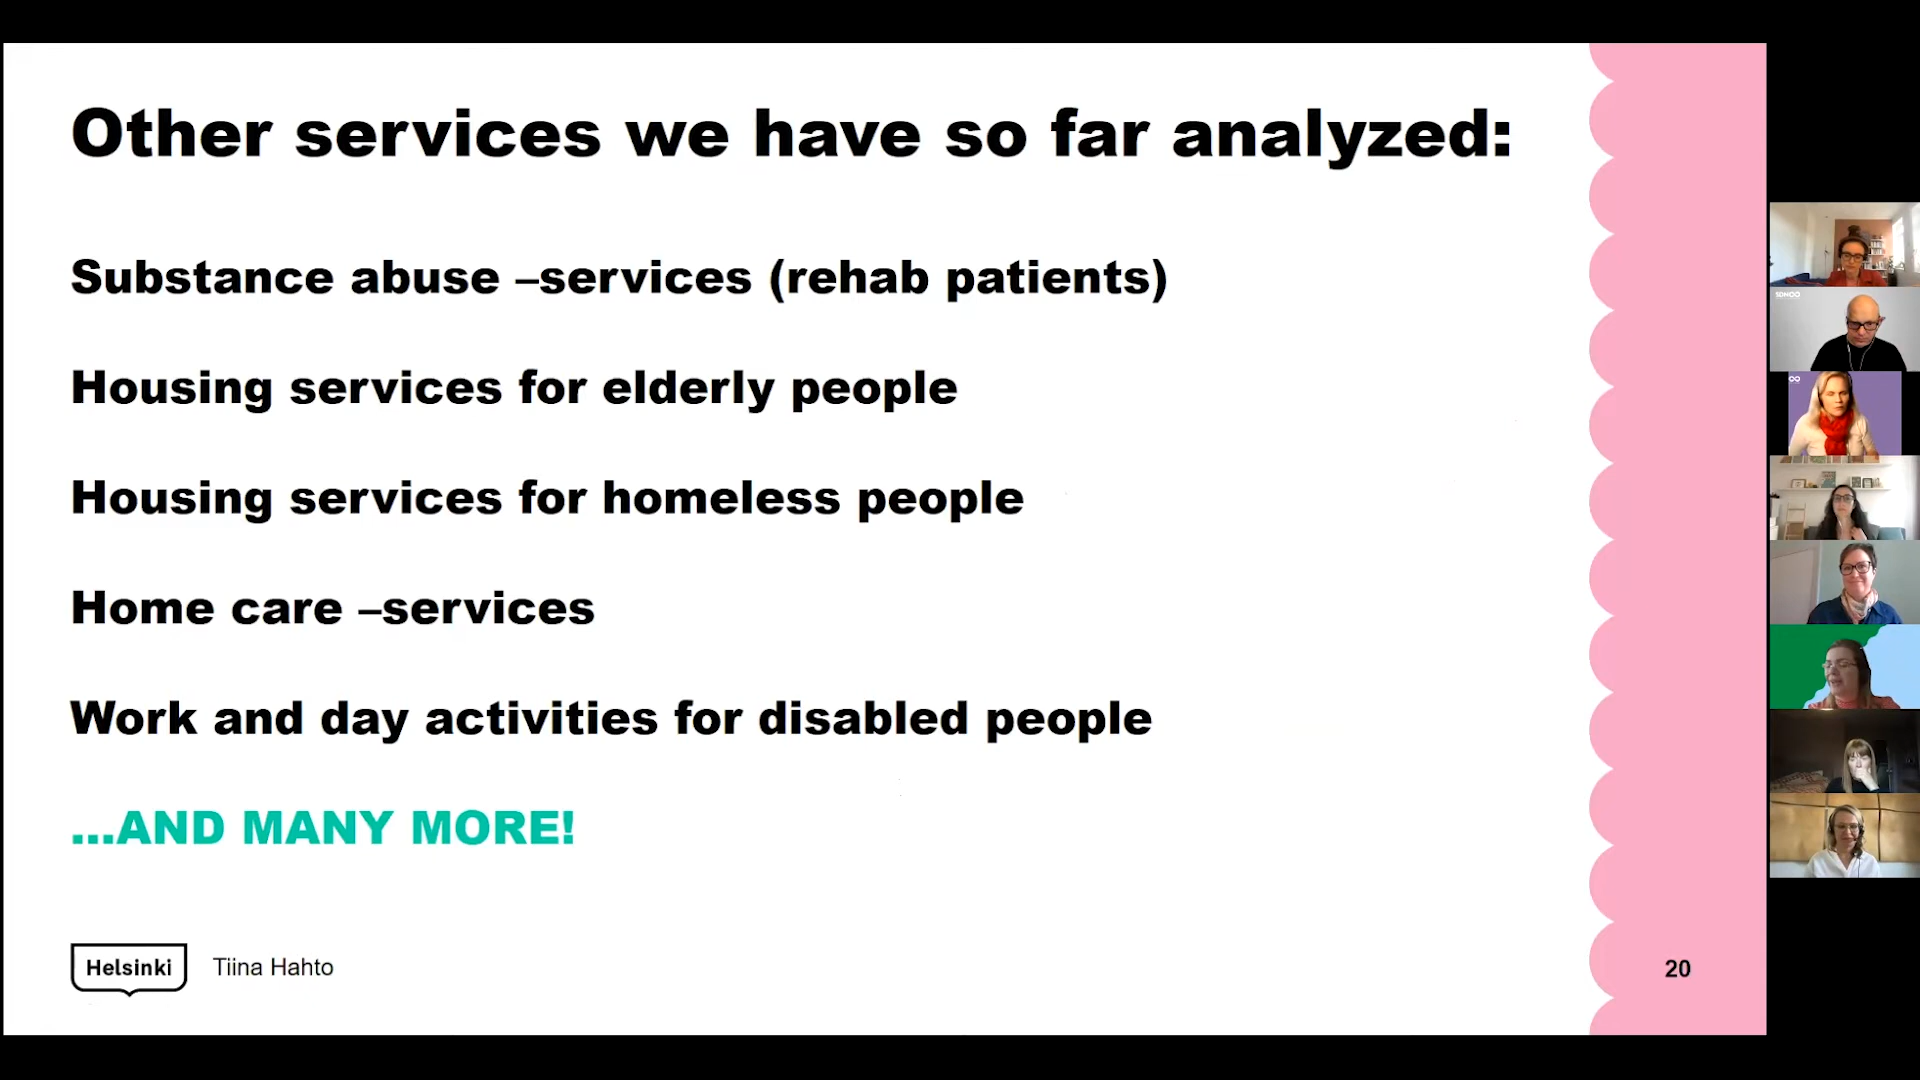 Other services we have so far analyzed:
Substance abuse –services (rehab patients)
Housing services for elderly people
Housing services for homeless people
Home care –services
Work and day activities for disabled people
...AND MANY MORE!
Helsinki
Tiina Hahto
20